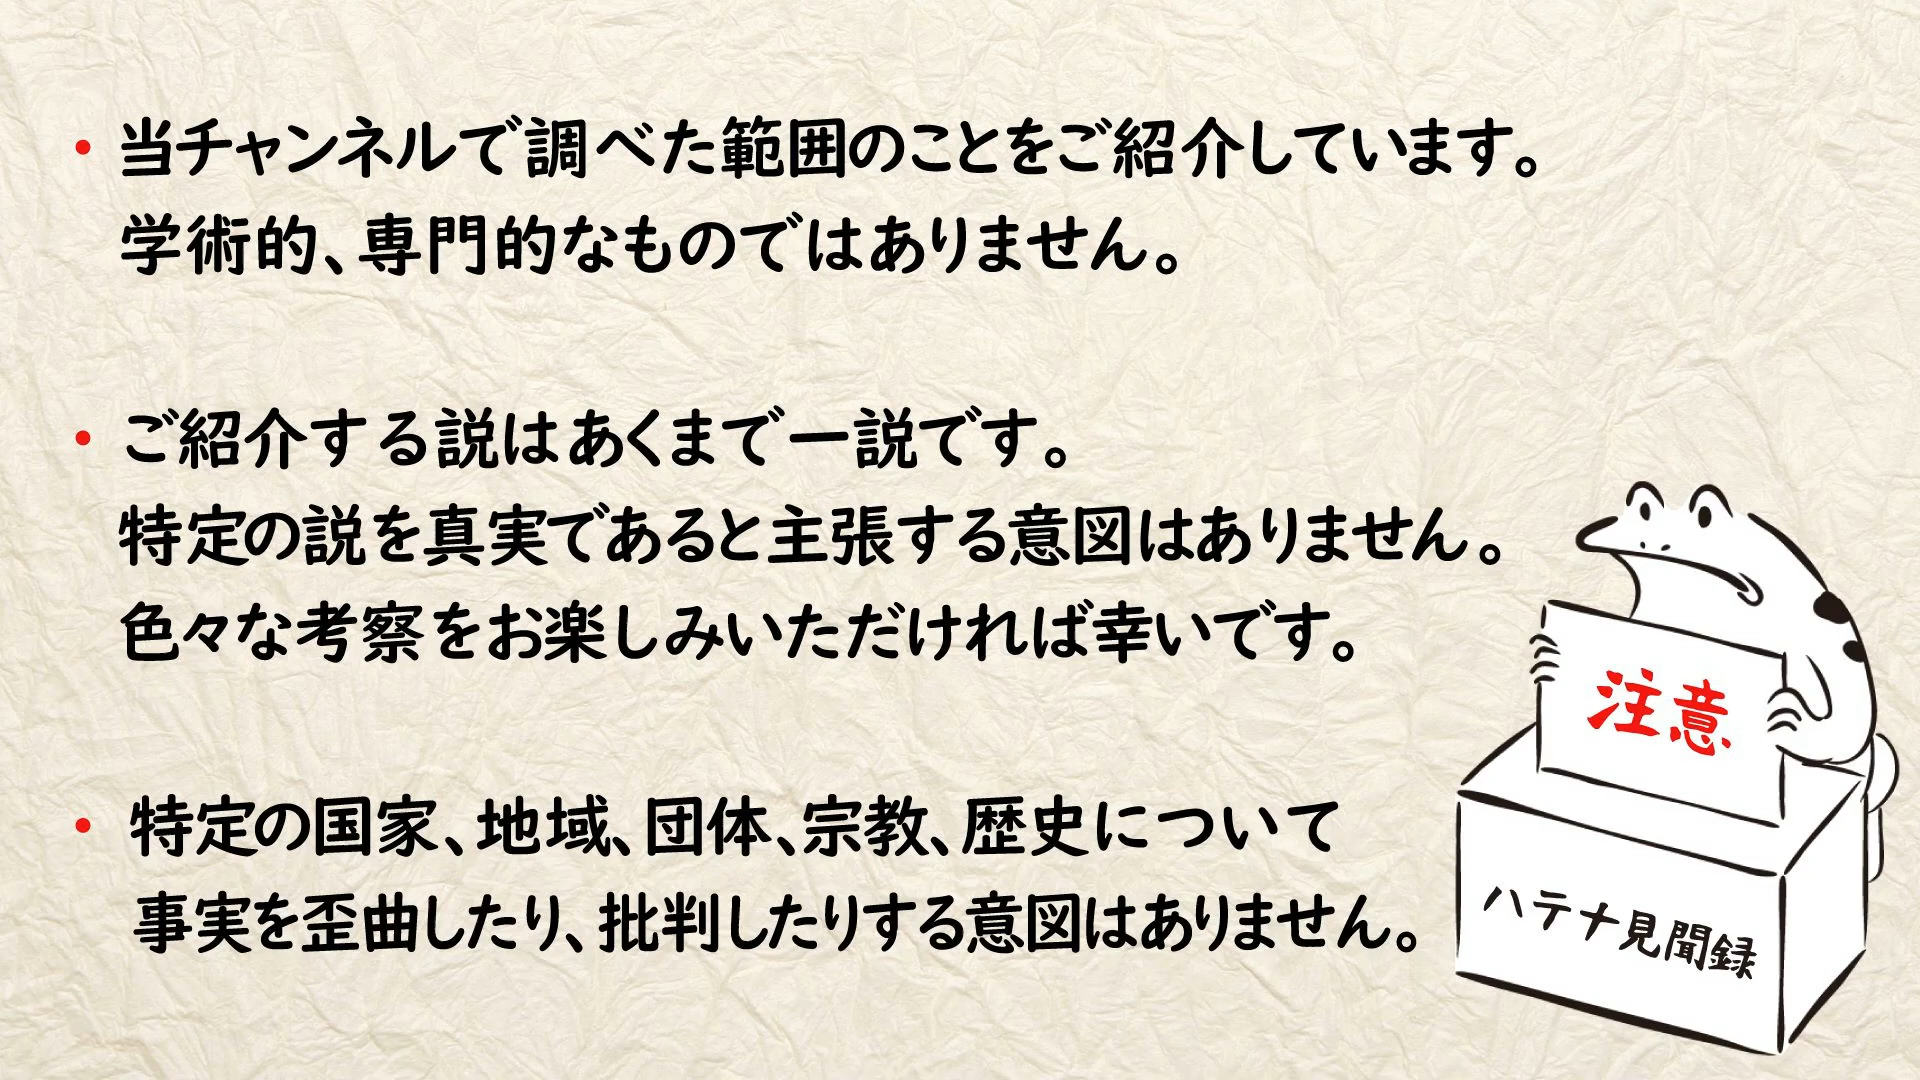 ・当チャンネルで調べた範囲のことをご紹介しています。
学術的、専門的なものではありません。
・ご紹介する説はあくまで一説です。
特定の説を真実であると主張する意図はありません。
色々な考察をお楽しみいただければ幸いです。
・特定の国家、地域、団体、宗教、歴史について
事実を歪曲したり、批判したりする意図はありません。
注意
ハテナ見聞録